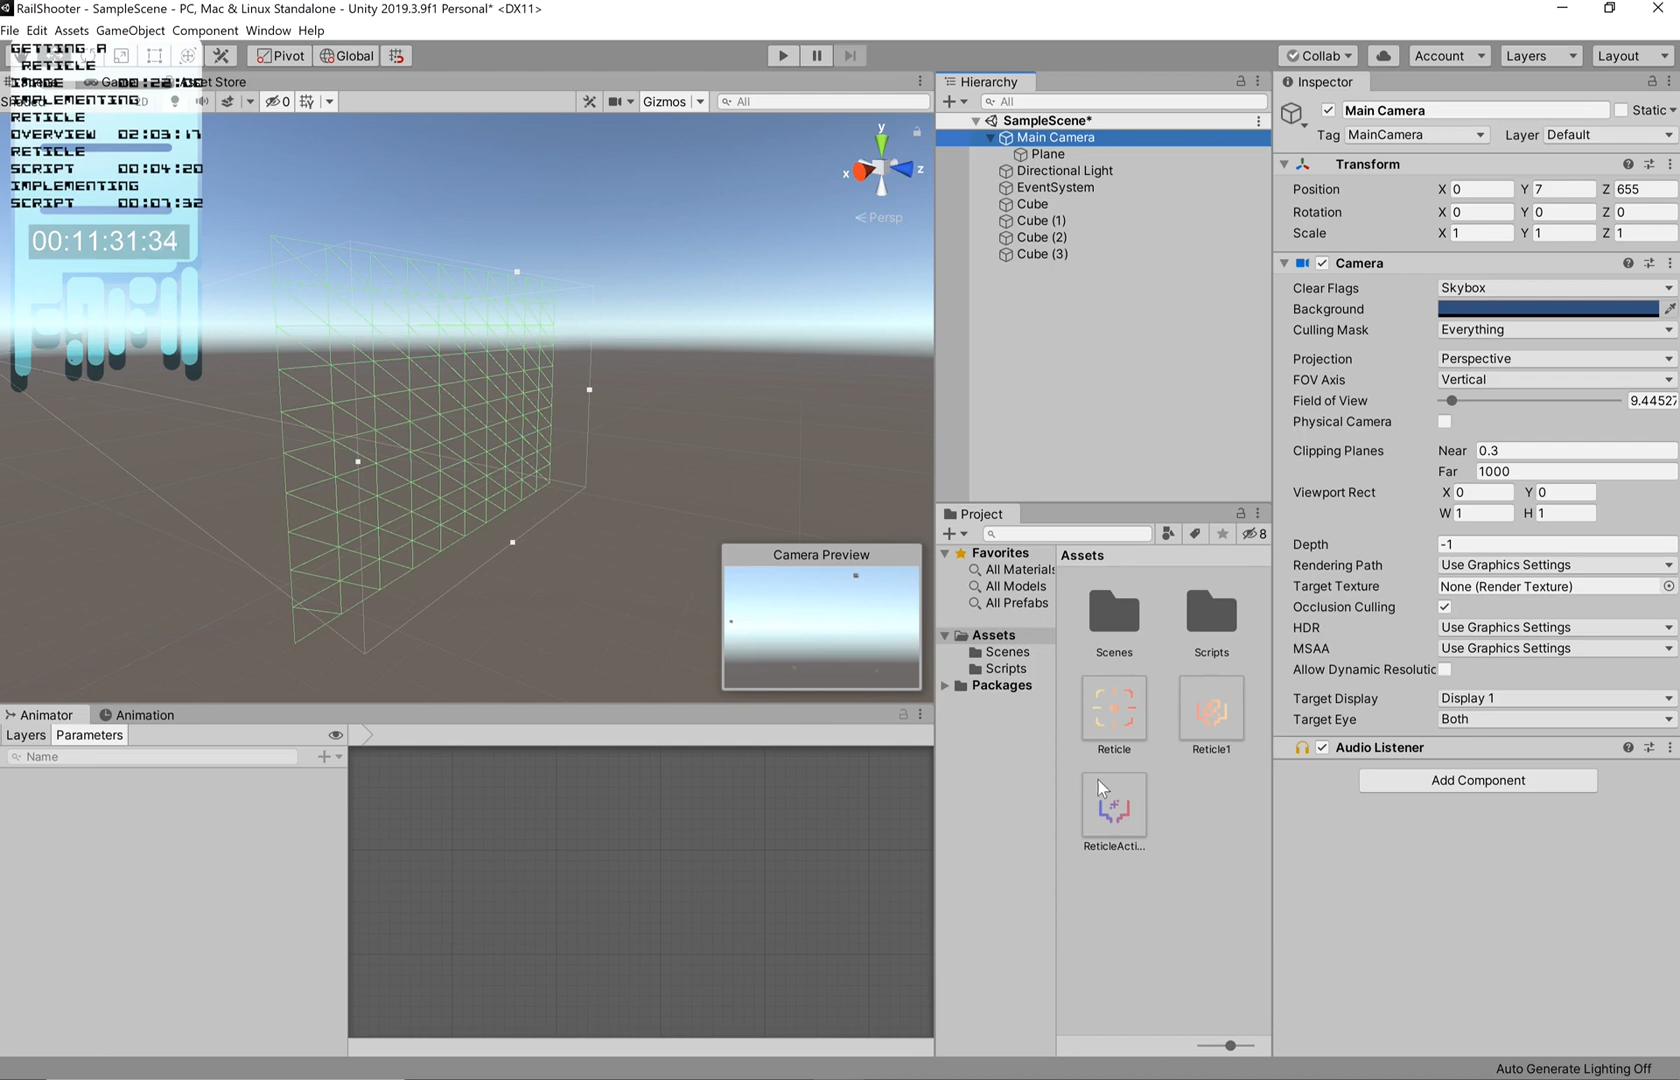 RailShooter - SampleScene - PC, Mac & Linux Standalone - Unity 2019.3.9f1 Personal* <DX11>
File Edit Assets GameObject Component Window Help
Pivot Global
Collab Account Layers Layout
GETTING A
RETICLE
IMAGE
IMPLEMENTING
RETICLE
OVERVIEW 02:03:17
RETICLE
SCRIPT 00:04:20
IMPLEMENTING
SCRIPT 00:07:32
00:11:31:34
Asset Store
2D
0
Gizmos
All
y
x
z
Persp
Camera Preview
Hierarchy
All
SampleScene*
Main Camera
Plane
Directional Light
EventSystem
Cube
Cube (1)
Cube (2)
Cube (3)
Project
8
Favorites
All Materials
All Models
All Prefabs
Assets
Scenes
Scripts
Packages
Assets
Scenes
Scripts
Reticle
Reticle1
ReticleActi...
Animator
Animation
Layers
Parameters
Name
Inspector
Main Camera
Static
Tag MainCamera Layer Default
Transform
Position X 0 Y 7 Z 655
Rotation X 0 Y 0 Z 0
Scale X 1 Y 1 Z 1
Camera
Clear Flags Skybox
Background
Culling Mask Everything
Projection Perspective
FOV Axis Vertical
Field of View 9.44527
Physical Camera
Clipping Planes Near 0.3
Far 1000
Viewport Rect X 0 Y 0
W 1 H 1
Depth -1
Rendering Path Use Graphics Settings
Target Texture None (Render Texture)
Occlusion Culling
HDR Use Graphics Settings
MSAA Use Graphics Settings
Allow Dynamic Resolutic
Target Display Display 1
Target Eye Both
Audio Listener
Add Component
Auto Generate Lighting Off